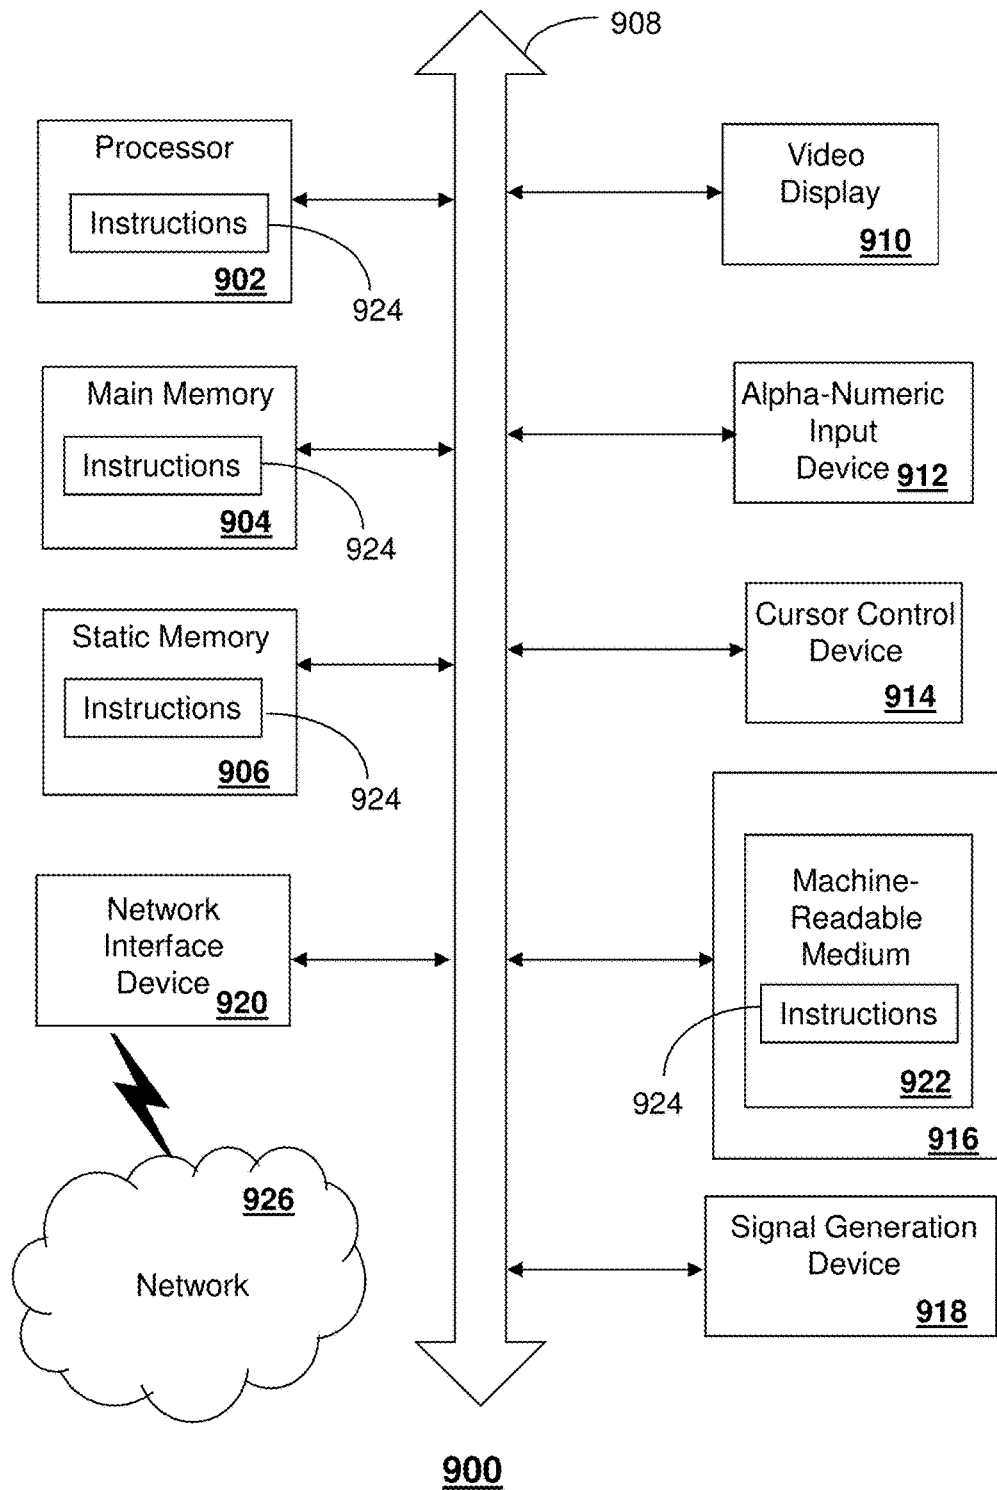 908
Processor
Instructions
902
924
Main Memory
Instructions
904
924
Static Memory
Instructions
906
924
Network
Interface
Device
920
926
Network
Video
Display
910
Alpha-Numeric
Input
Device
912
Cursor Control
Device
914
Machine-
Readable
Medium
Instructions
922
924
916
Signal Generation
Device
918
900